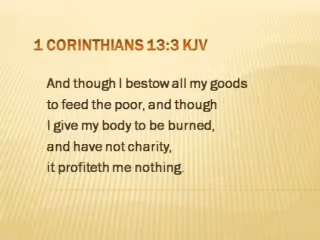 1 CORINTHIANS 13:3 KJV
And though I bestow all my goods
to feed the poor, and though
I give my body to be burned,
and have not charity,
it profiteth me nothing.